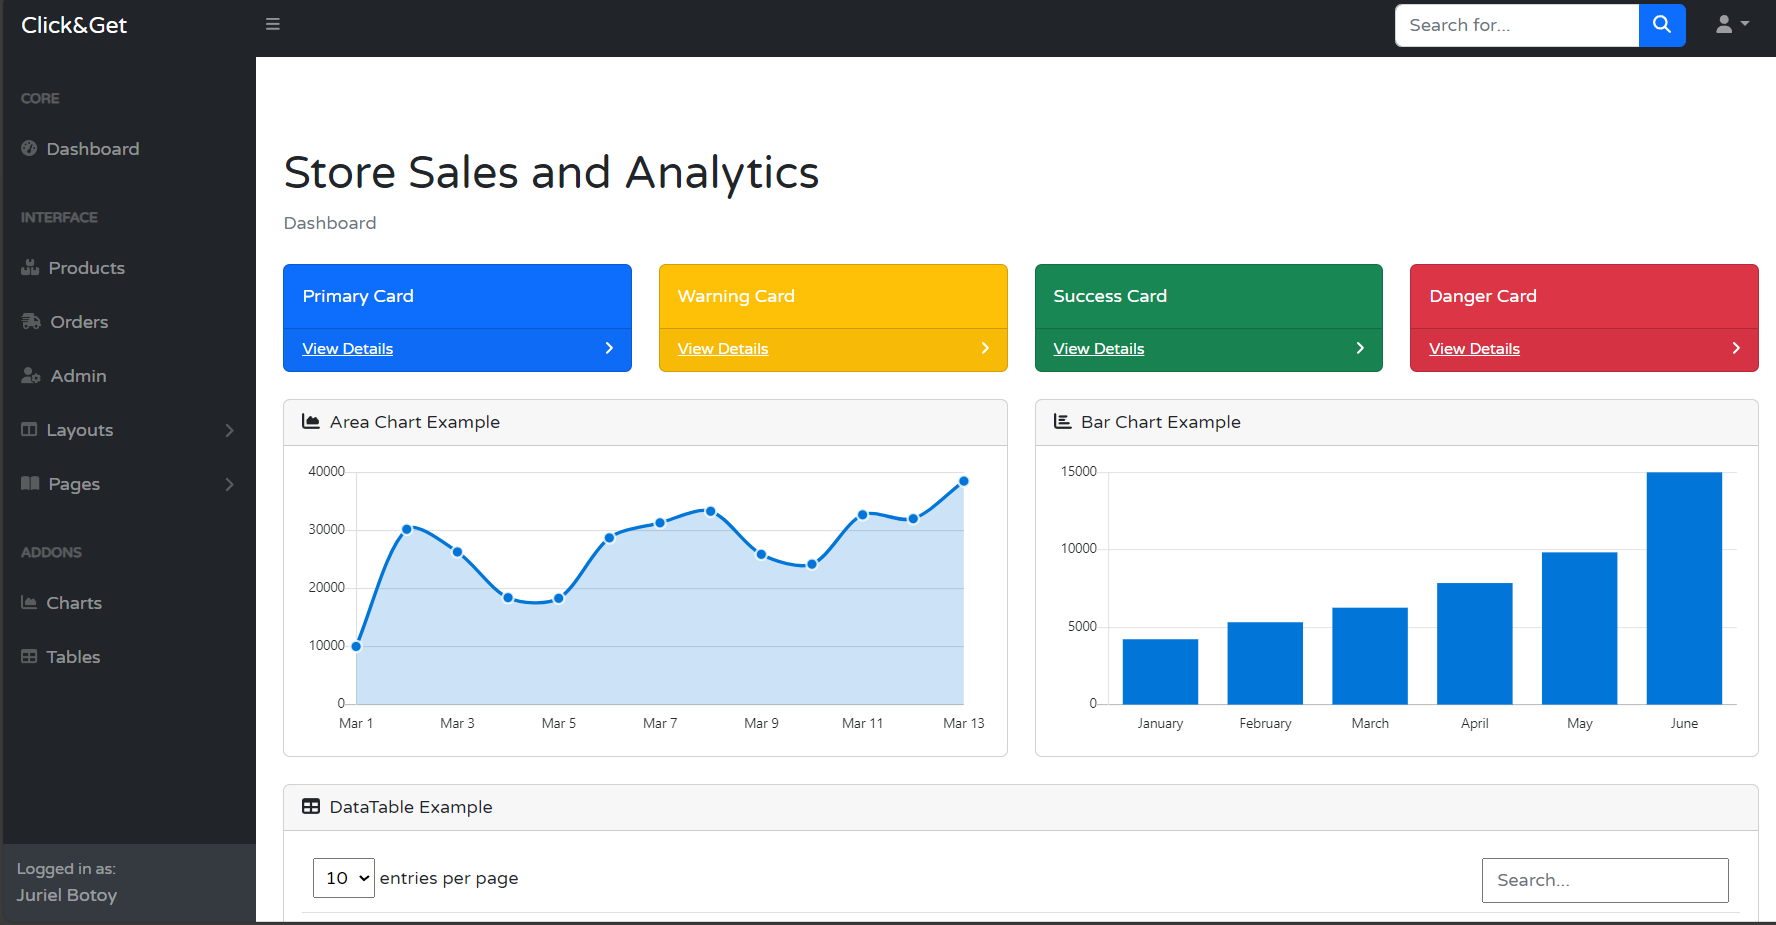 Click&Get
Search for...
CORE
Dashboard
INTERFACE
Products
Orders
Admin
Layouts
Pages
ADDONS
Charts
Tables
Logged in as:
Juriel Botoy
Store Sales and Analytics
Dashboard
Primary Card
View Details
Warning Card
View Details
Success Card
View Details
Danger Card
View Details
Area Chart Example
40000
30000
20000
10000
0
Mar 1 Mar 3 Mar 5 Mar 7 Mar 9 Mar 11 Mar 13
Bar Chart Example
15000
10000
5000
0
January February March April May June
DataTable Example
10 entries per page
Search...